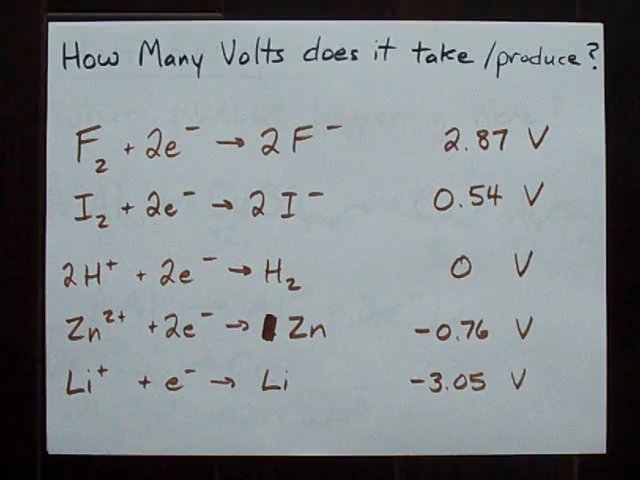 How Many Volts does it take/produce?
F₂ + 2e⁻ → 2F⁻ 2.87 V
I₂ + 2e⁻ → 2I⁻ 0.54 V
2H⁺ + 2e⁻ → H₂ 0 V
Zn²⁺ + 2e⁻ → Zn -0.76 V
Li⁺ + e⁻ → Li -3.05 V